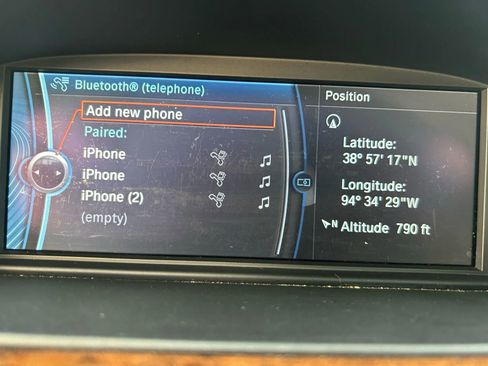 Bluetooth® (telephone)
Add new phone
Paired:
iPhone
iPhone
iPhone (2)
(empty)
Position
Latitude:
38° 57' 17"N
Longitude:
94° 34' 29"W
N Altitude 790 ft